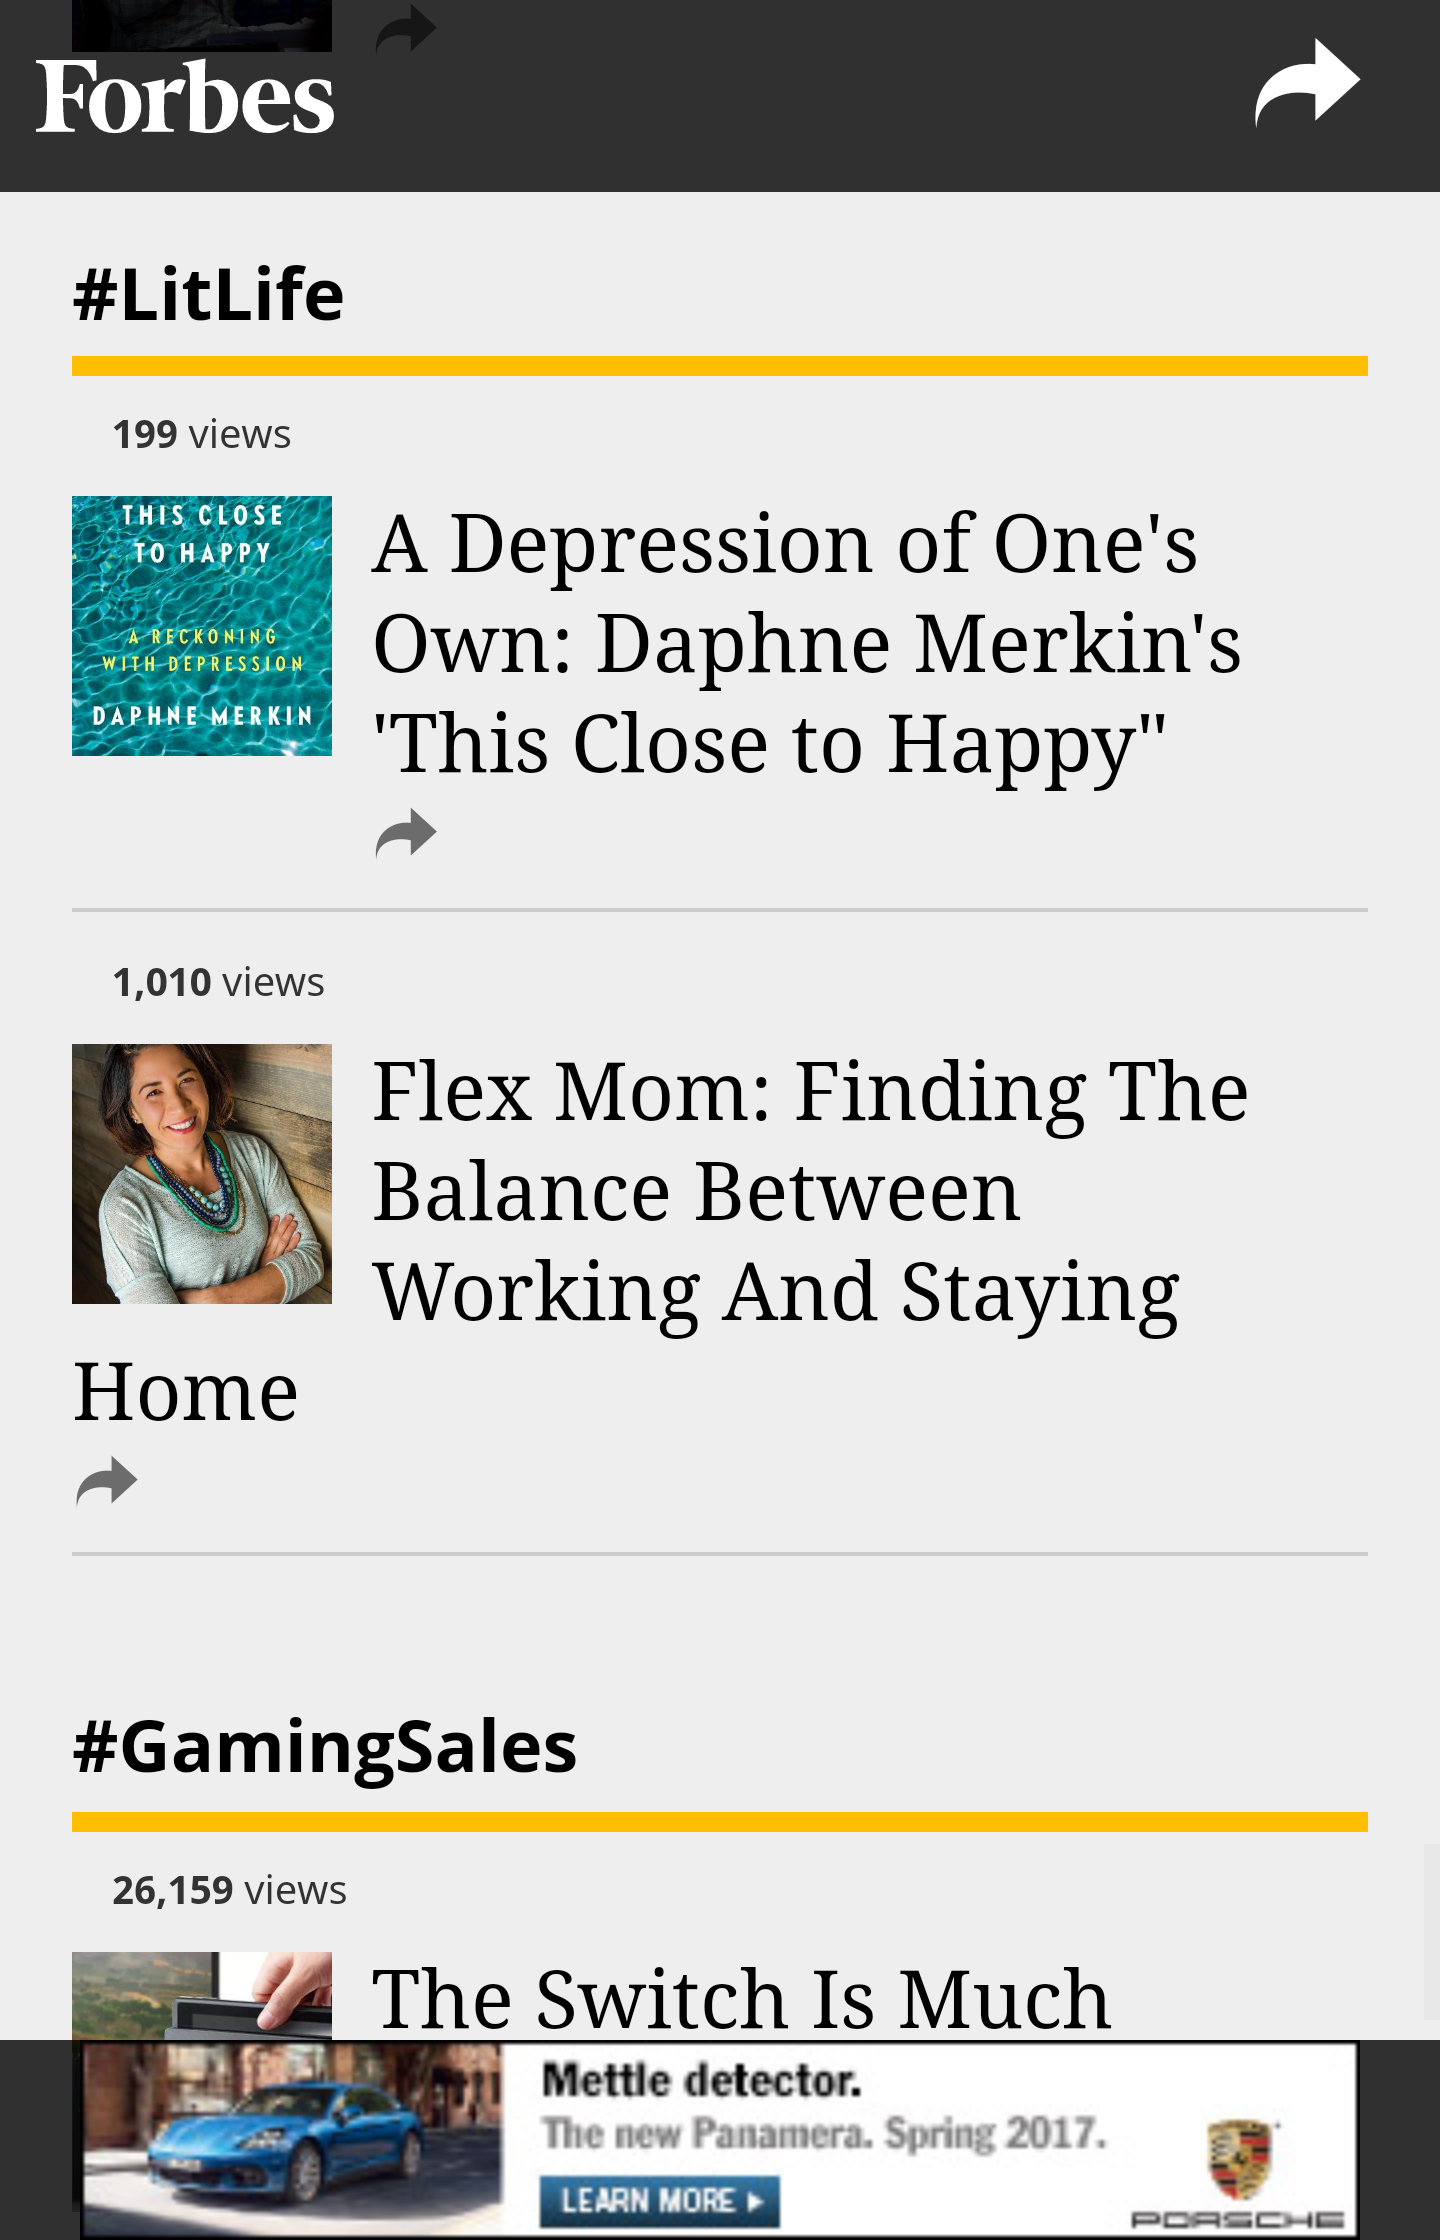 Forbes
#LitLife
199 views
THIS CLOSE
TO HAPPY
A RECKONING
WITH DEPRESSION
DAPHNE MERKIN
A Depression of One's
Own: Daphne Merkin's
'This Close to Happy"
1,010 views
Flex Mom: Finding The
Balance Between
Working And Staying
Home
#GamingSales
26,159 views
The Switch Is Much
Mettle detector.
The new Panamera. Spring 2017.
LEARN MORE
PORSCHE